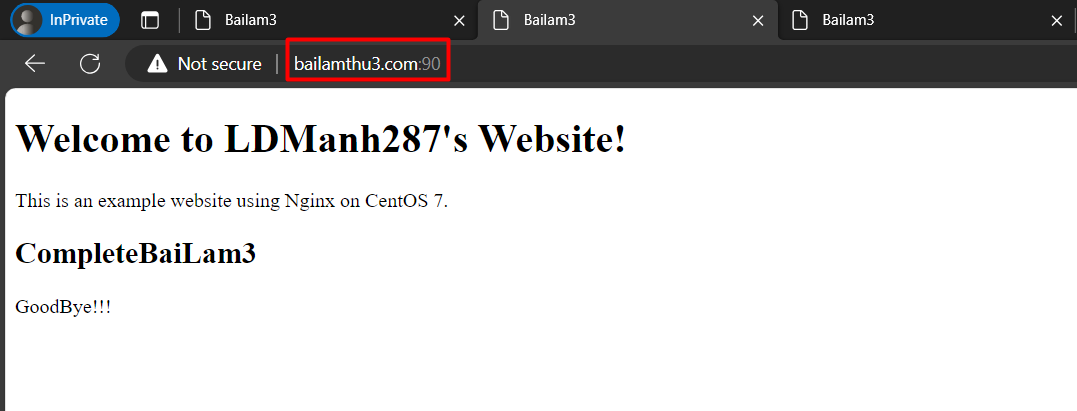 InPrivate
Bailam3
Bailam3
Bailam3
Not secure
bailamthu3.com:90
Welcome to LDManh287's Website!
This is an example website using Nginx on CentOS 7.
CompleteBaiLam3
GoodBye!!!